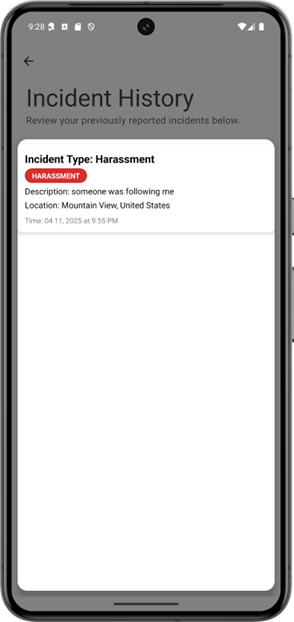 9:28
Incident History
Review your previously reported incidents below.
Incident Type: Harassment
HARASSMENT
Description: someone was following me
Location: Mountain View, United States
Time: 04 11, 2025 at 9:55 PM